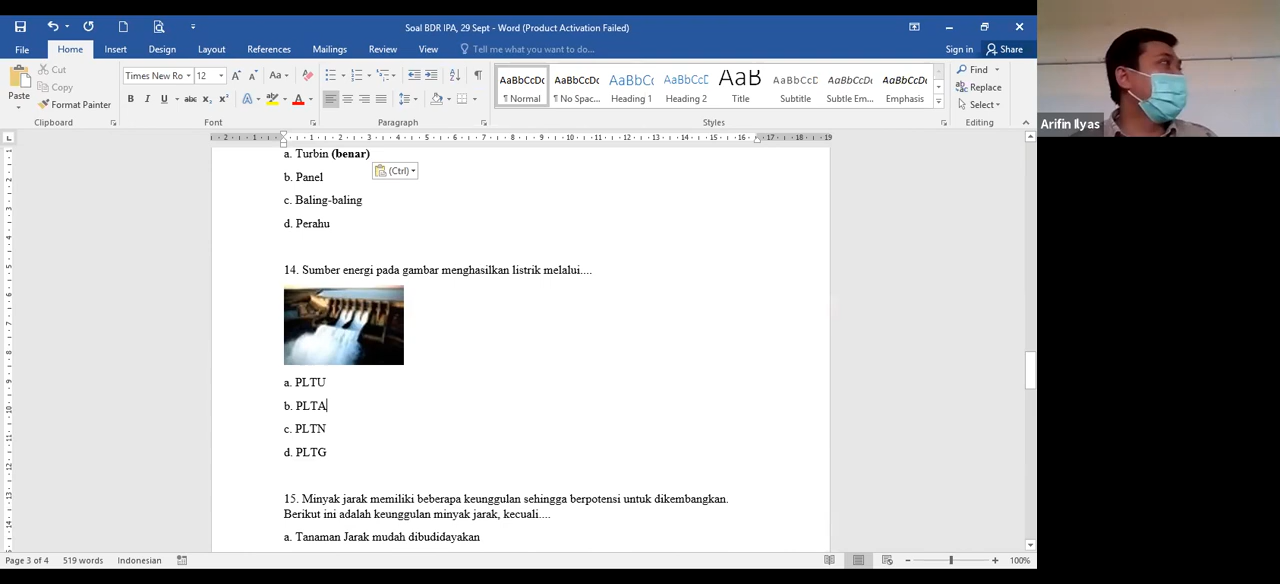 Soal BDR IPA, 29 Sept - Word (Product Activation Failed)
File Home Insert Design Layout References Mailings Review View Tell me what you want to do... Sign in Share
Paste Cut Copy Format Painter
Times New Ro 12
AaBbCcDc AaBbCcDc AaBbCc AaBbCcC AaB AaBbCcD AaBbCcDc AaBbCcDc
¶ Normal ¶ No Spac... Heading 1 Heading 2 Title Subtitle Subtle Em... Emphasis
Find Replace Select
Clipboard Font Paragraph Styles Editing
Arifin Ilyas
a. Turbin (benar)
(Ctrl)
b. Panel
c. Baling-baling
d. Perahu
14. Sumber energi pada gambar menghasilkan listrik melalui....
a. PLTU
b. PLTA
c. PLTN
d. PLTG
15. Minyak jarak memiliki beberapa keunggulan sehingga berpotensi untuk dikembangkan.
Berikut ini adalah keunggulan minyak jarak, kecuali....
a. Tanaman Jarak mudah dibudidayakan
Page 3 of 4 519 words Indonesian 100%